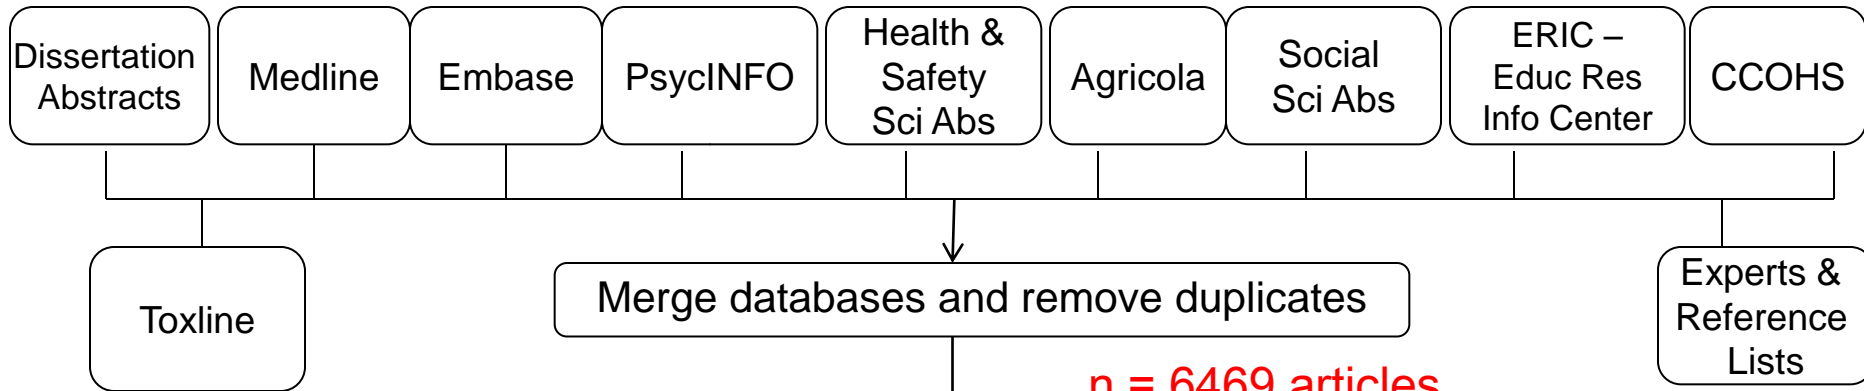 Dissertation
Abstracts
Medline
Embase
PsycINFO
Health &
Safety
Sci Abs
Agricola
Social
Sci Abs
ERIC –
Educ Res
Info Center
CCOHS
Toxline
Merge databases and remove duplicates
Experts &
Reference
Lists
n = 6469 articles